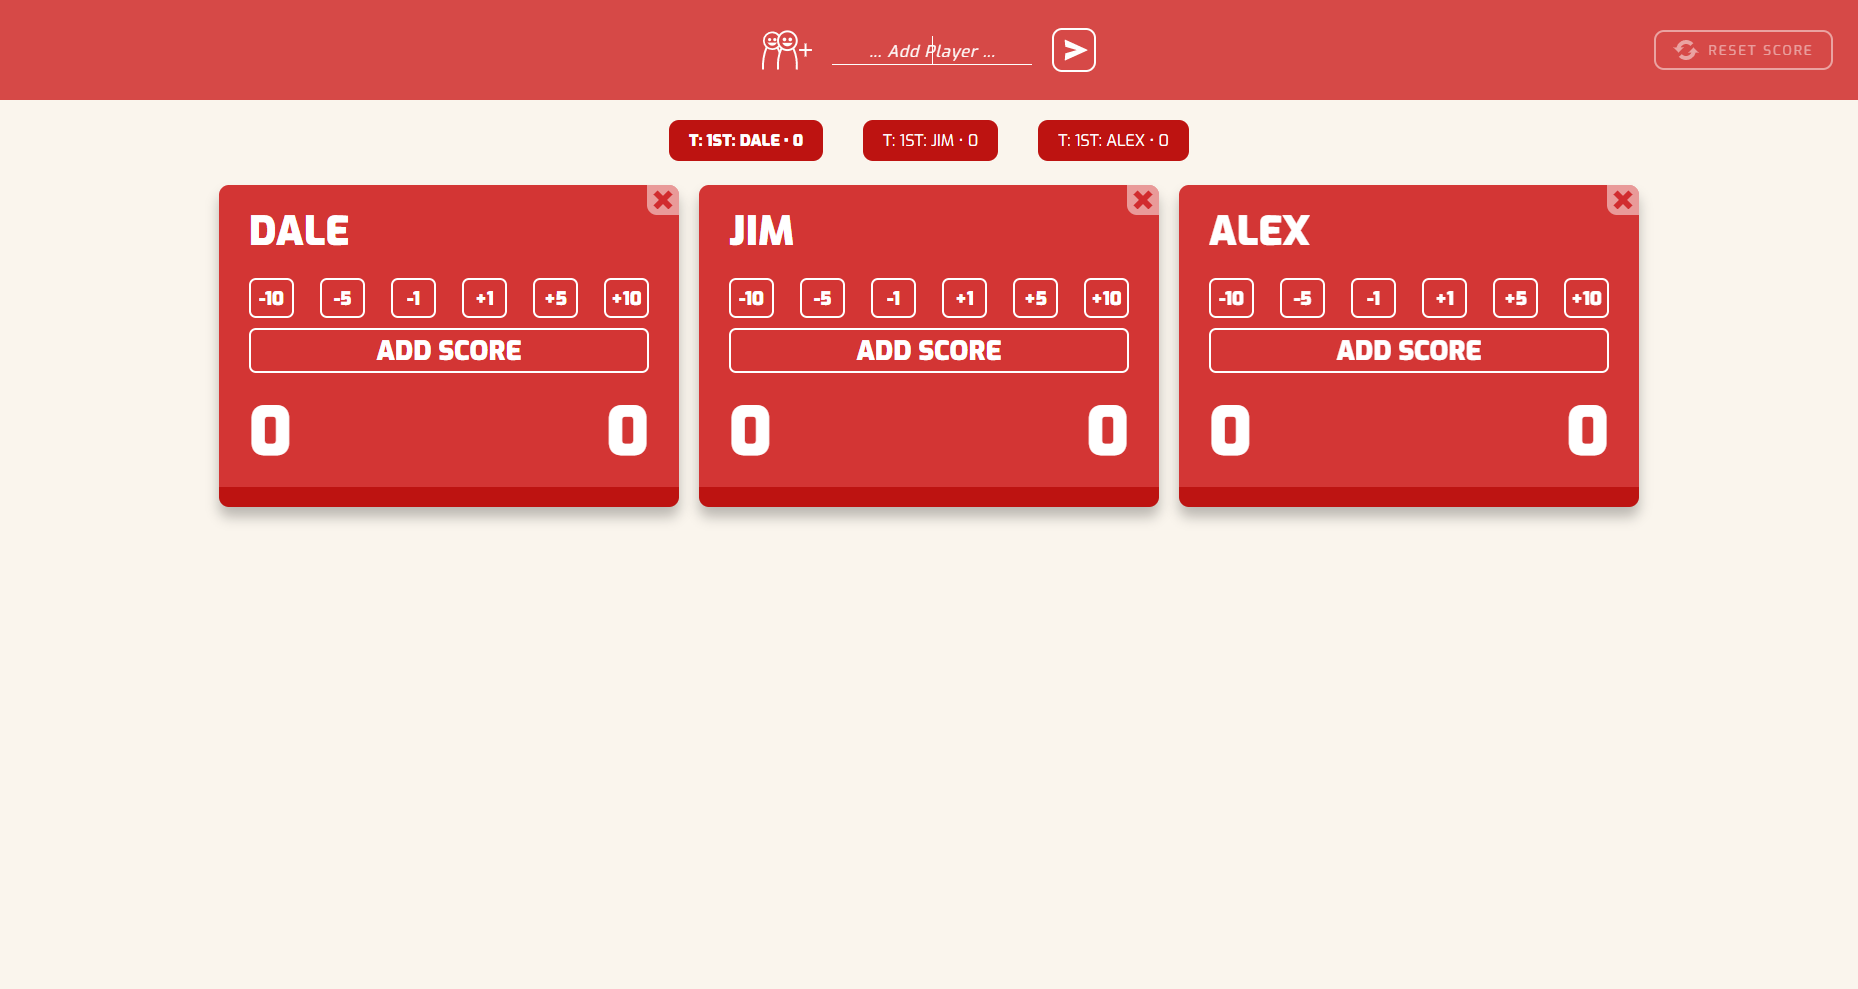 ... Add Player ...
RESET SCORE
T: 1ST: DALE · 0
T: 1ST: JIM · 0
T: 1ST: ALEX · 0
DALE
-10 -5 -1 +1 +5 +10
ADD SCORE
0 0
JIM
-10 -5 -1 +1 +5 +10
ADD SCORE
0 0
ALEX
-10 -5 -1 +1 +5 +10
ADD SCORE
0 0